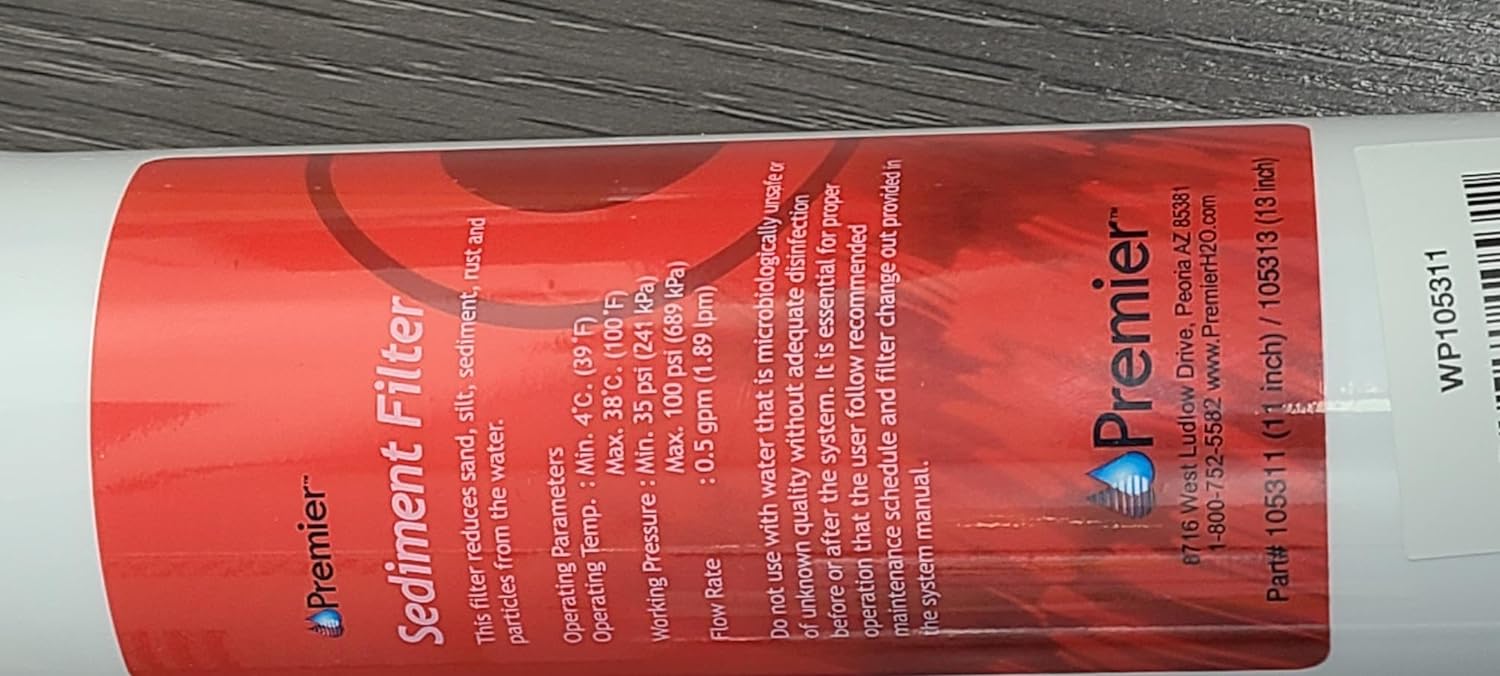 Premier™
Sediment Filter
This filter reduces sand, silt, sediment, rust and
particles from the water.
Operating Parameters
Operating Temp. : Min. 4°C. (39°F)
Max. 38°C. (100°F)
Working Pressure : Min. 35 psi (241 kPa)
Max. 100 psi (689 kPa)
Flow Rate : 0.5 gpm (1.89 lpm)
Do not use with water that is microbiologically unsafe or
of unknown quality without adequate disinfection
before or after the system. It is essential for proper
operation that the user follow recommended
maintenance schedule and filter change out provided in
the system manual.
Premier™
8716 West Ludlow Drive, Peoria AZ 85381
1-800-752-5582 www.PremierH2O.com
Part# 105311 (11 inch) / 105313 (13 inch)
WP105311